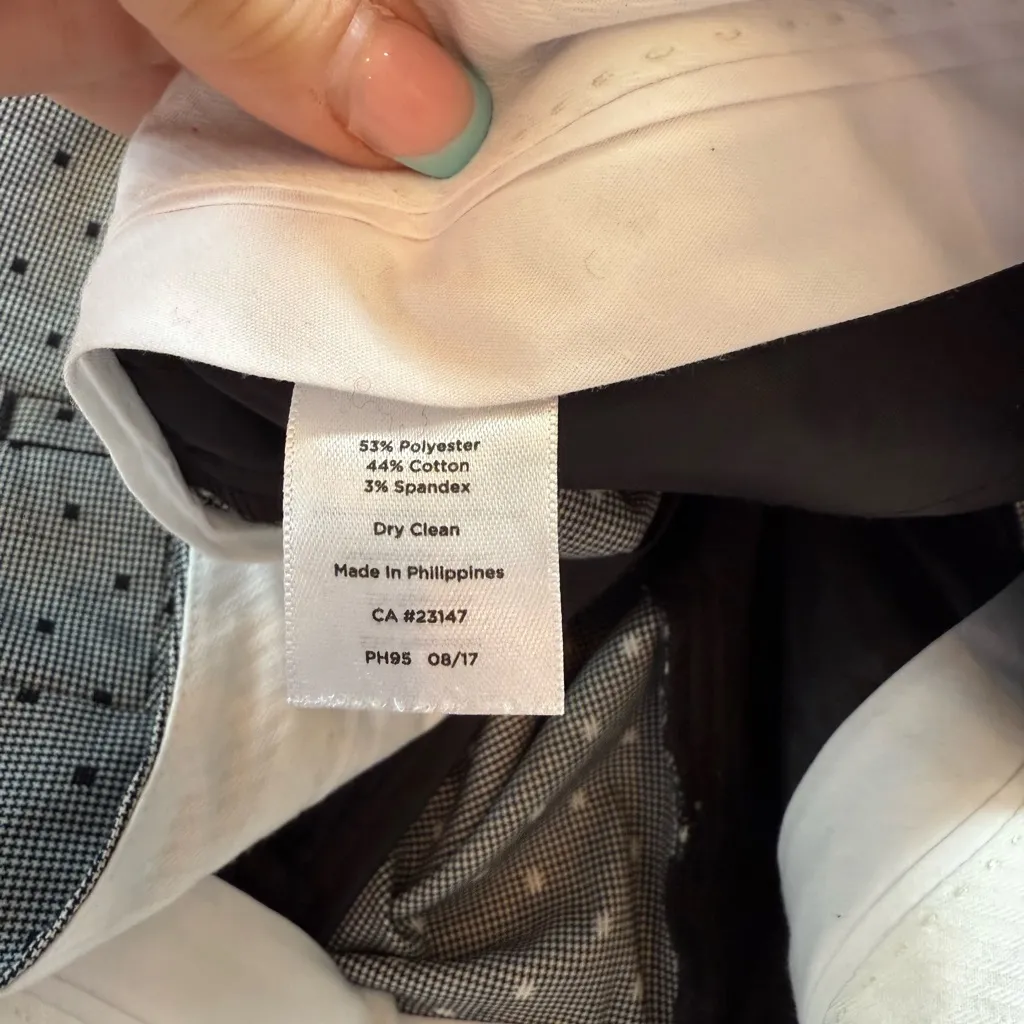 53% Polyester
44% Cotton
3% Spandex
Dry Clean
Made In Philippines
CA #23147
PH95 08/17